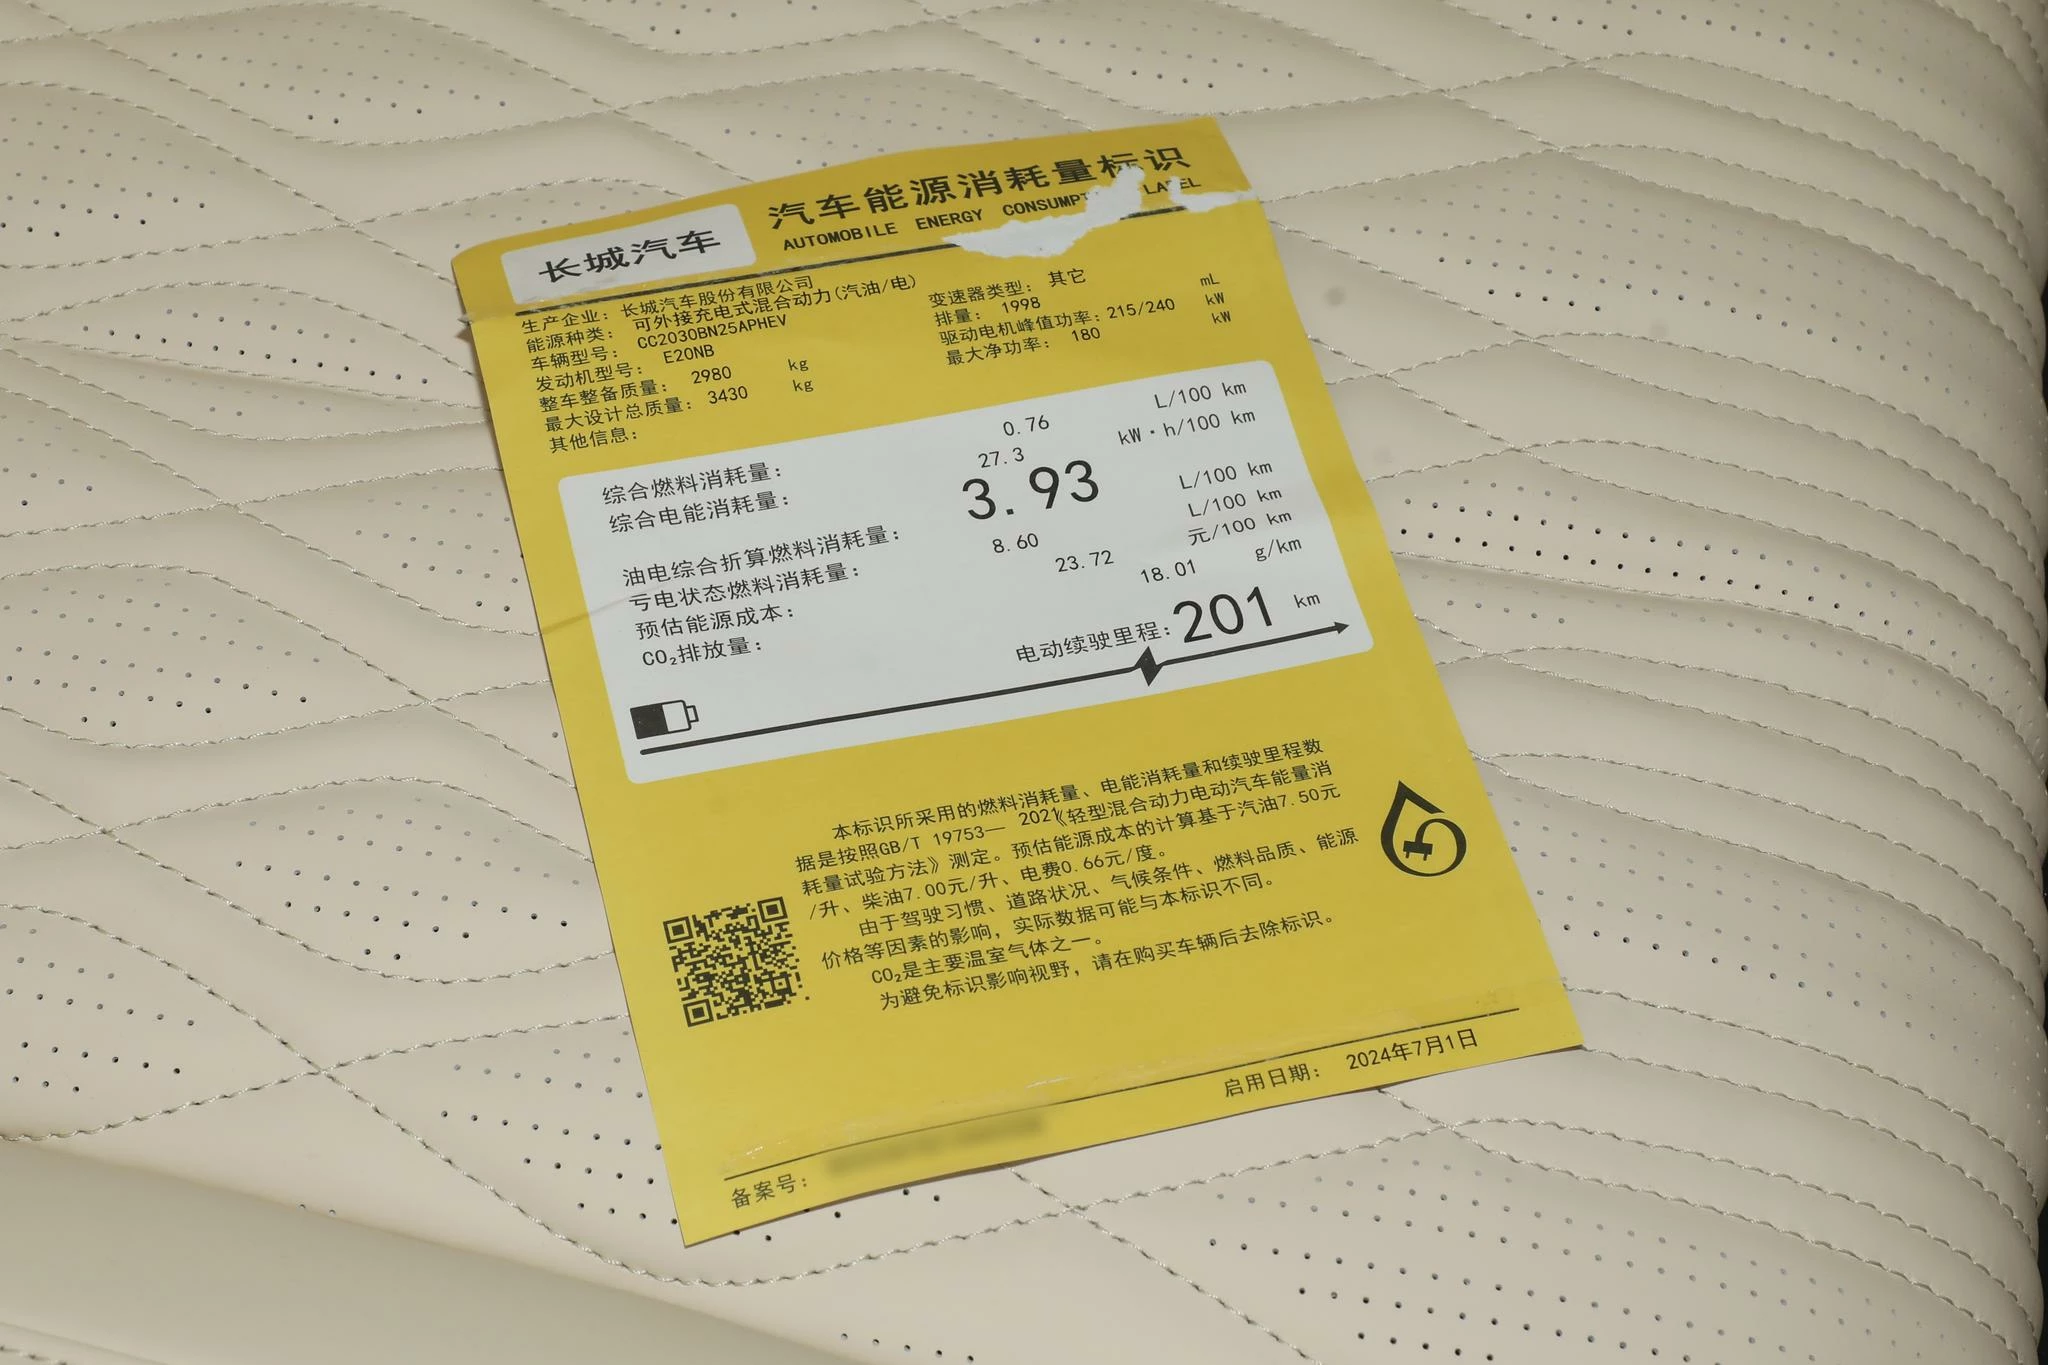 长城汽车
汽车能源消耗量标识
AUTOMOBILE ENERGY CONSUMPT LABEL
生产企业：长城汽车股份有限公司
能源种类：可外接充电式混合动力(汽油/电)
车辆型号：CC2030BN25APHEV
发动机型号：E20NB
整车整备质量：2980 kg
最大设计总质量：3430 kg
其他信息：
变速器类型：其它
排量：1998 mL
驱动电机峰值功率：215/240 kW
最大净功率：180 kW
综合燃料消耗量：0.76 L/100 km
综合电能消耗量：27.3 kW·h/100 km
油电综合折算燃料消耗量：3.93 L/100 km
亏电状态燃料消耗量：8.60 L/100 km
预估能源成本：23.72 元/100 km
CO₂排放量：18.01 g/km
电动续驶里程：201 km
本标识所采用的燃料消耗量、电能消耗量和续驶里程数
据是按照GB/T 19753— 2021《轻型混合动力电动汽车能量消
耗量试验方法》测定。预估能源成本的计算基于汽油7.50元
/升、柴油7.00元/升、电费0.66元/度。
由于驾驶习惯、道路状况、气候条件、燃料品质、能源
价格等因素的影响，实际数据可能与本标识不同。
CO₂是主要温室气体之一。
为避免标识影响视野，请在购买车辆后去除标识。
启用日期：2024年7月1日
备案号：